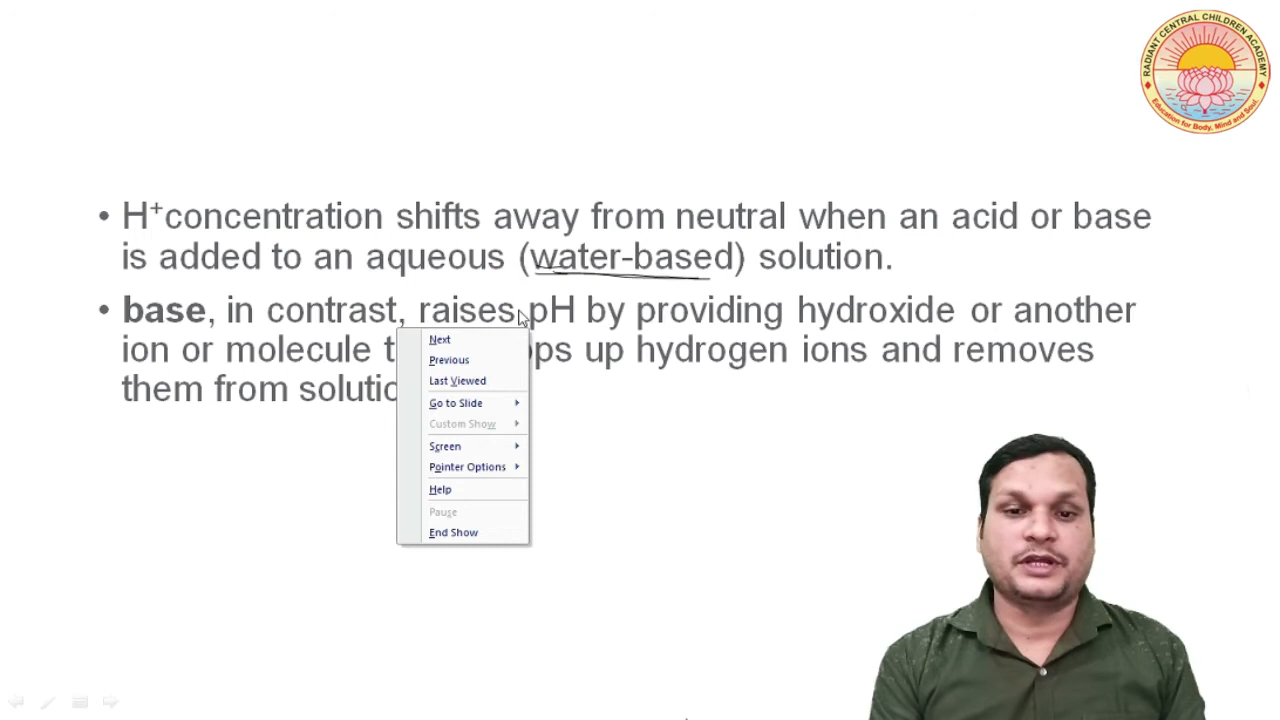 RADIANT CENTRAL CHILDREN ACADEMY
Education for Body, Mind and Soul.
• H⁺concentration shifts away from neutral when an acid or base
is added to an aqueous (water-based) solution.
• base, in contrast, raises pH by providing hydroxide or another
ion or molecule ops up hydrogen ions and removes
them from solutio
Next
Previous
Last Viewed
Go to Slide
Custom Show
Screen
Pointer Options
Help
Pause
End Show